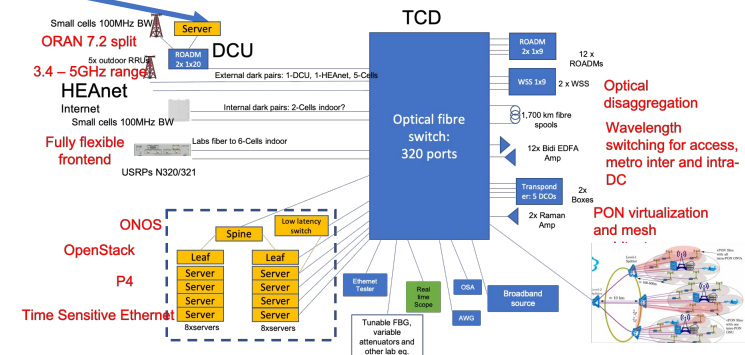 TCD
Small cells 100MHz BW
Server
ORAN 7.2 split
ROADM
2x 1x20
DCU
5x outdoor RRUs
3.4 – 5GHz range
External dark pairs: 1-DCU, 1-HEAnet, 5-Cells
HEAnet
Internet
Internal dark pairs: 2-Cells indoor?
Small cells 100MHz BW
Fully flexible
frontend
Labs fiber to 6-Cells indoor
USRPs N320/321
Optical fibre
switch:
320 ports
ROADM
2x 1x9
12 x
ROADMs
WSS 1x9
2 x WSS
1,700 km fibre
spools
12x Bidi EDFA
Amp
Transpond
er: 5 DCOs
2x
Boxes
2x Raman
Amp
Optical
disaggregation
Wavelength
switching for access,
metro inter and intra-
DC
PON virtualization
and mesh
ONOS
OpenStack
P4
Time Sensitive Ethernet
Low latency
switch
Spine
Leaf
Server
Server
Server
Server
8xservers
Leaf
Server
Server
Server
Server
8xservers
Ethernet
Tester
Real
time
Scope
OSA
AWG
Broadband
source
Tunable FBG,
variable
attenuators and
other lab eq.